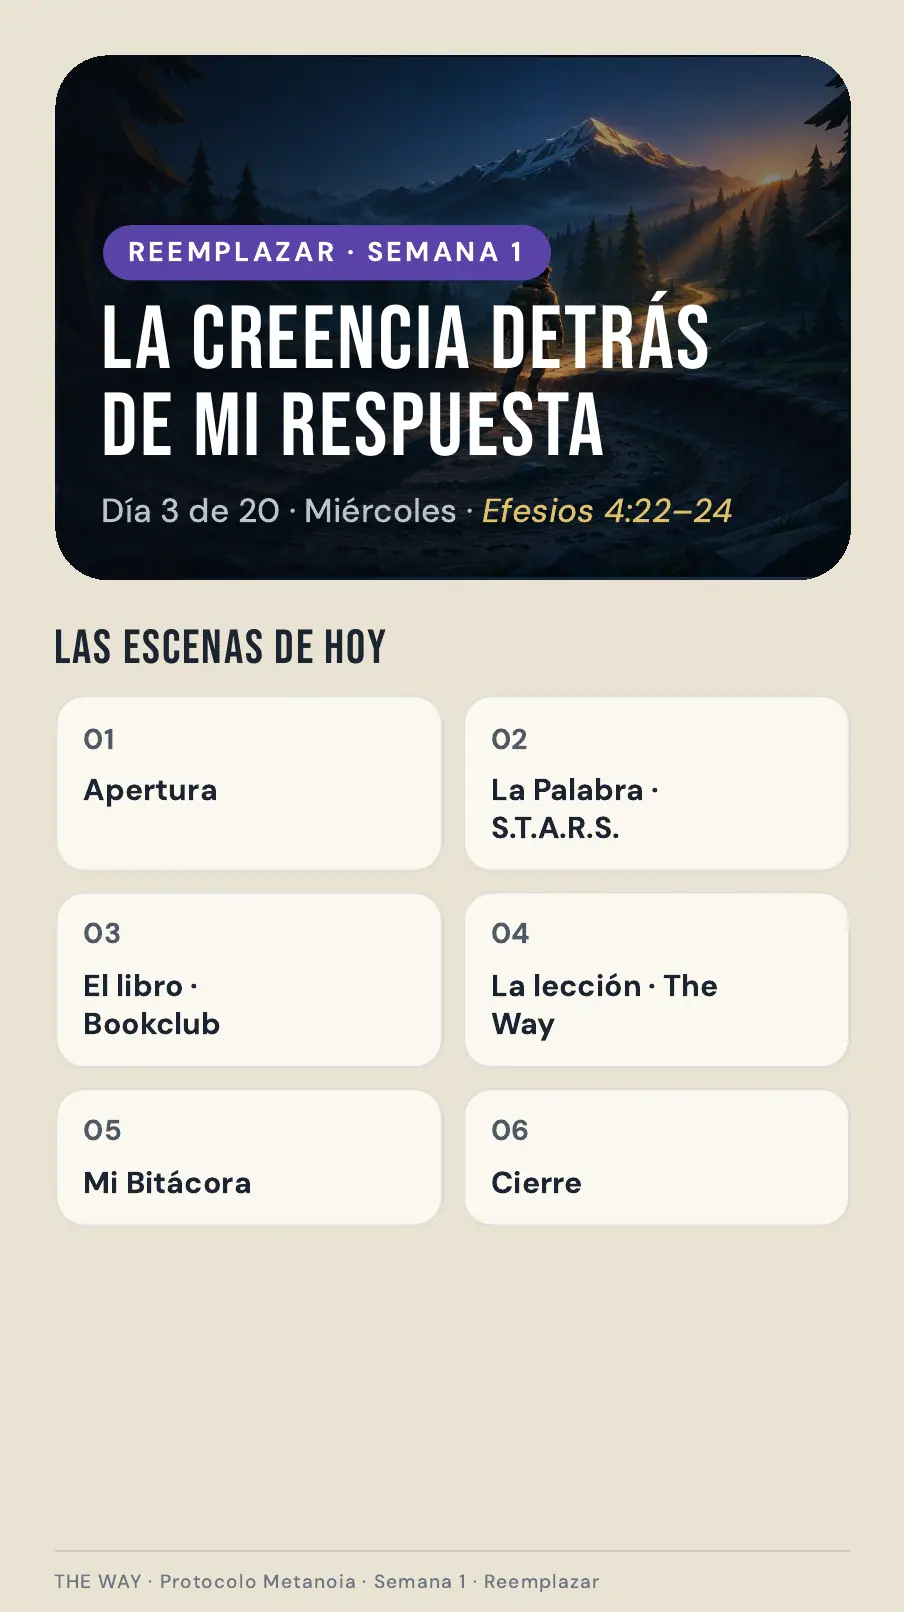 REEMPLAZAR · SEMANA 1
LA CREENCIA DETRÁS
DE MI RESPUESTA
Día 3 de 20 · Miércoles · Efesios 4:22–24
LAS ESCENAS DE HOY
01
Apertura
02
La Palabra ·
S.T.A.R.S.
03
El libro ·
Bookclub
04
La lección · The
Way
05
Mi Bitácora
06
Cierre
THE WAY · Protocolo Metanoia · Semana 1 · Reemplazar